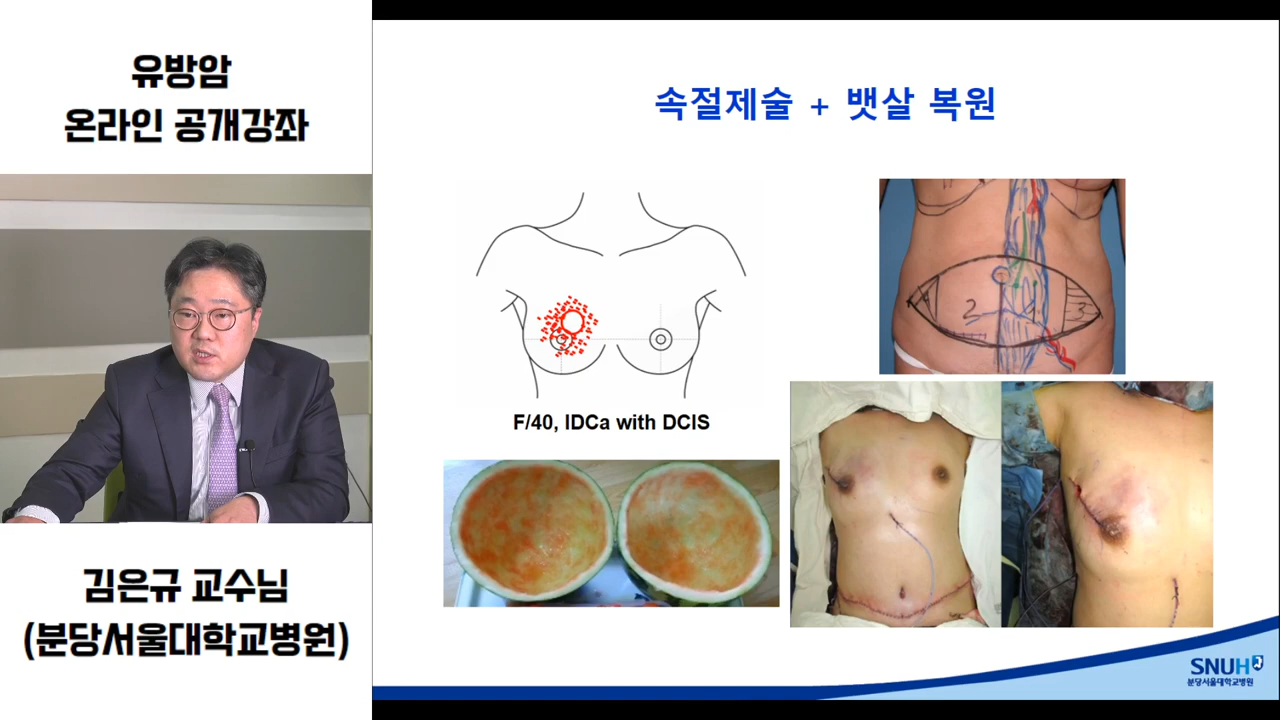 유방암
온라인 공개강좌
김은규 교수님
(분당서울대학교병원)
속절제술 + 뱃살 복원
F/40, IDCa with DCIS
2
3
SNUH
분당서울대학교병원